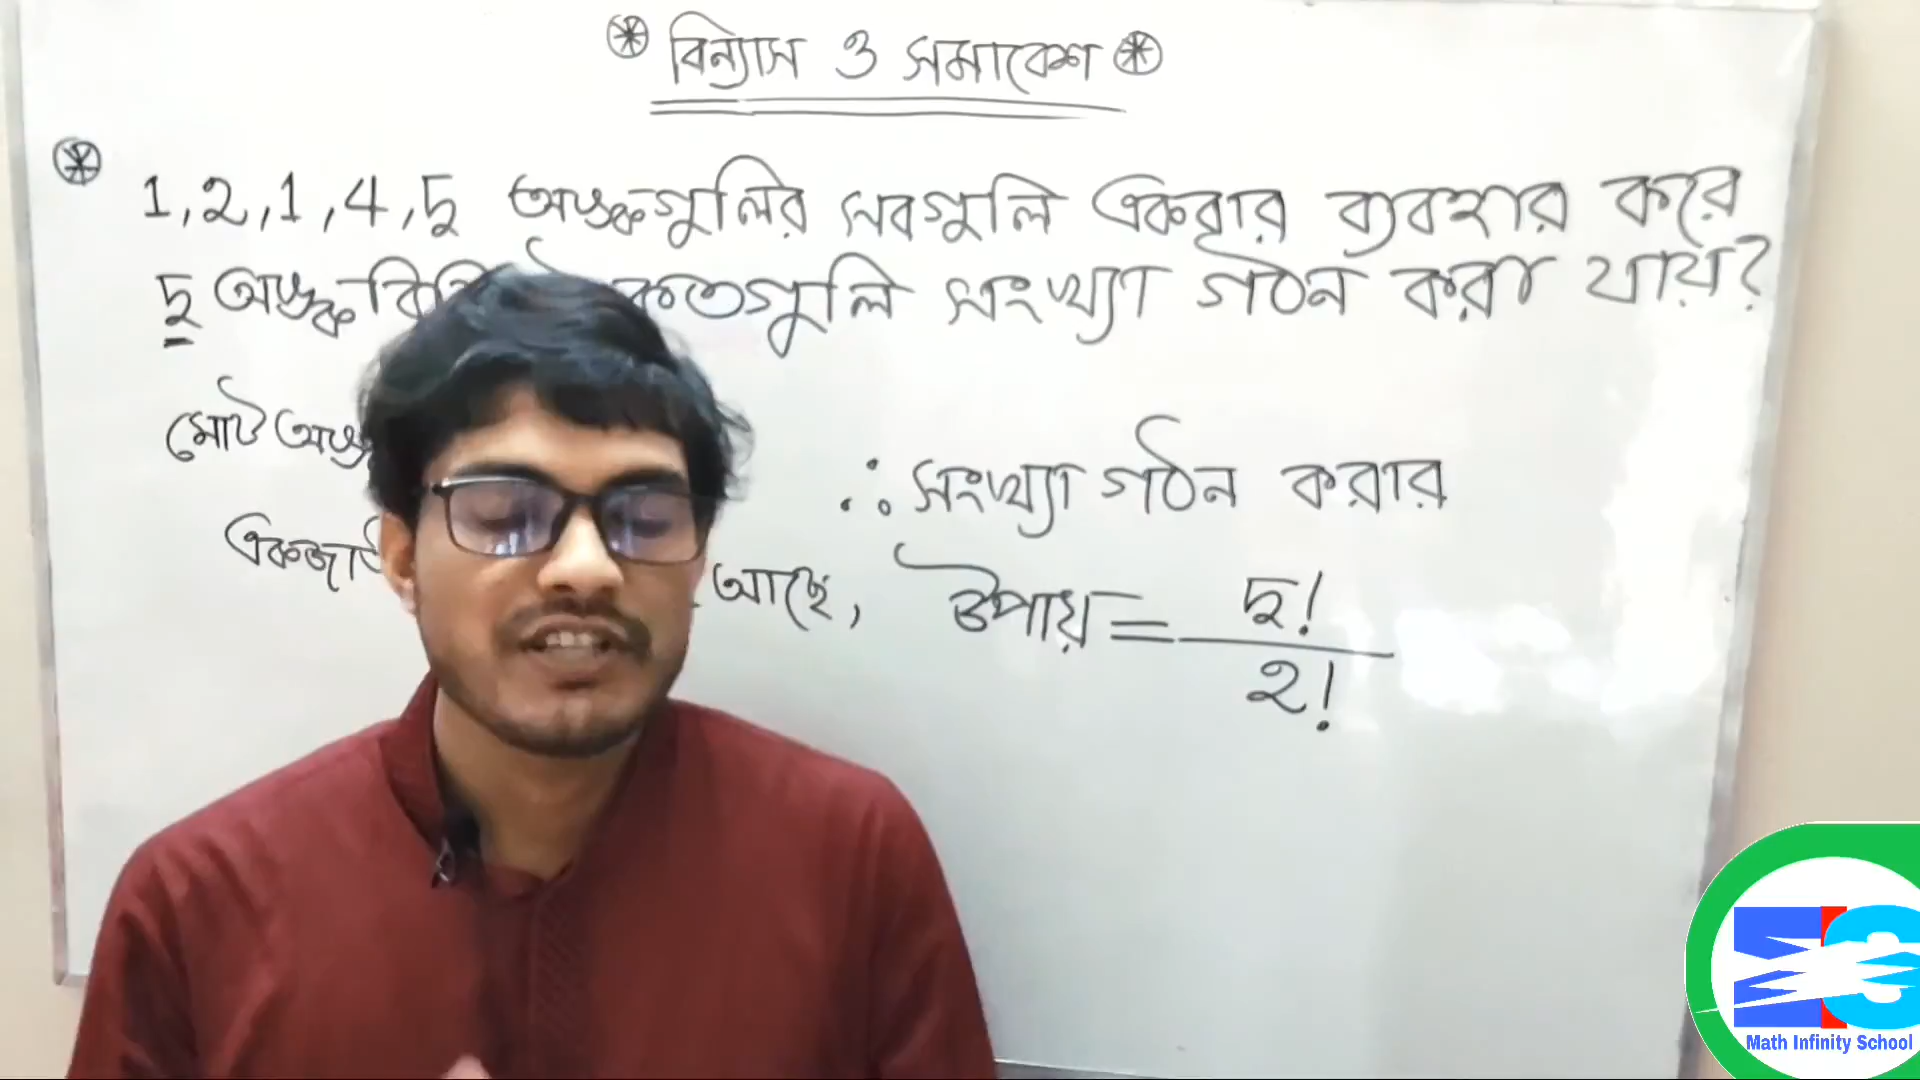 বিন্যাস ও সমাবেশ
1, 2, 1, 4, 5 অঙ্কগুলির সবগুলি একবার ব্যবহার করে
5 অঙ্ক কতগুলি সংখ্যা গঠন করা যায়?
মোট
∴ সংখ্যা গঠন করার
আছে, উপায় = 5!
2!
Math Infinity School